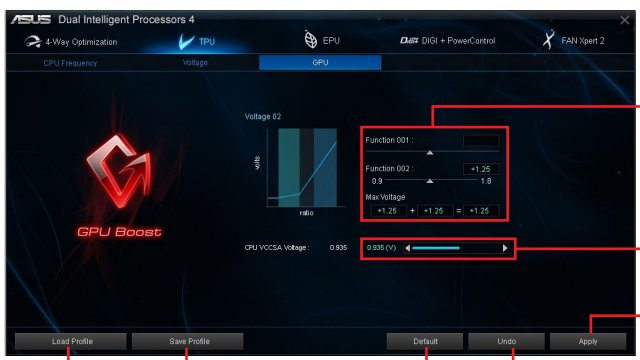 ASUS Dual Intelligent Processors 4
4-Way Optimization TPU EPU DIGI+ DIGI + PowerControl FAN Xpert 2
CPU Frequency Voltage GPU
Voltage 02
volts
ratio
Function 001 :
Function 002 : +1.25
0.9 1.8
Max Voltage
+1.25 + +1.25 = +1.25
GPU Boost
CPU VCCSA Voltage : 0.935 0.935 (V)
Load Profile Save Profile Default Undo Apply